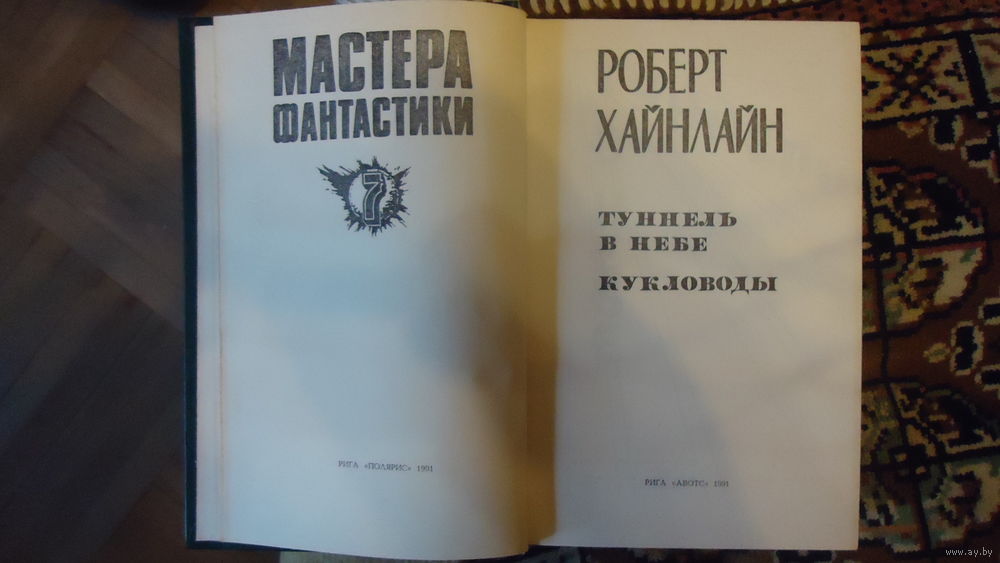 МАСТЕРА
ФАНТАСТИКИ
7
РИГА «ПОЛЯРИС» 1991
РОБЕРТ
ХАЙНЛАЙН
ТУННЕЛЬ
В НЕБЕ
КУКЛОВОДЫ
РИГА «АВОТС» 1991
www.ay.by